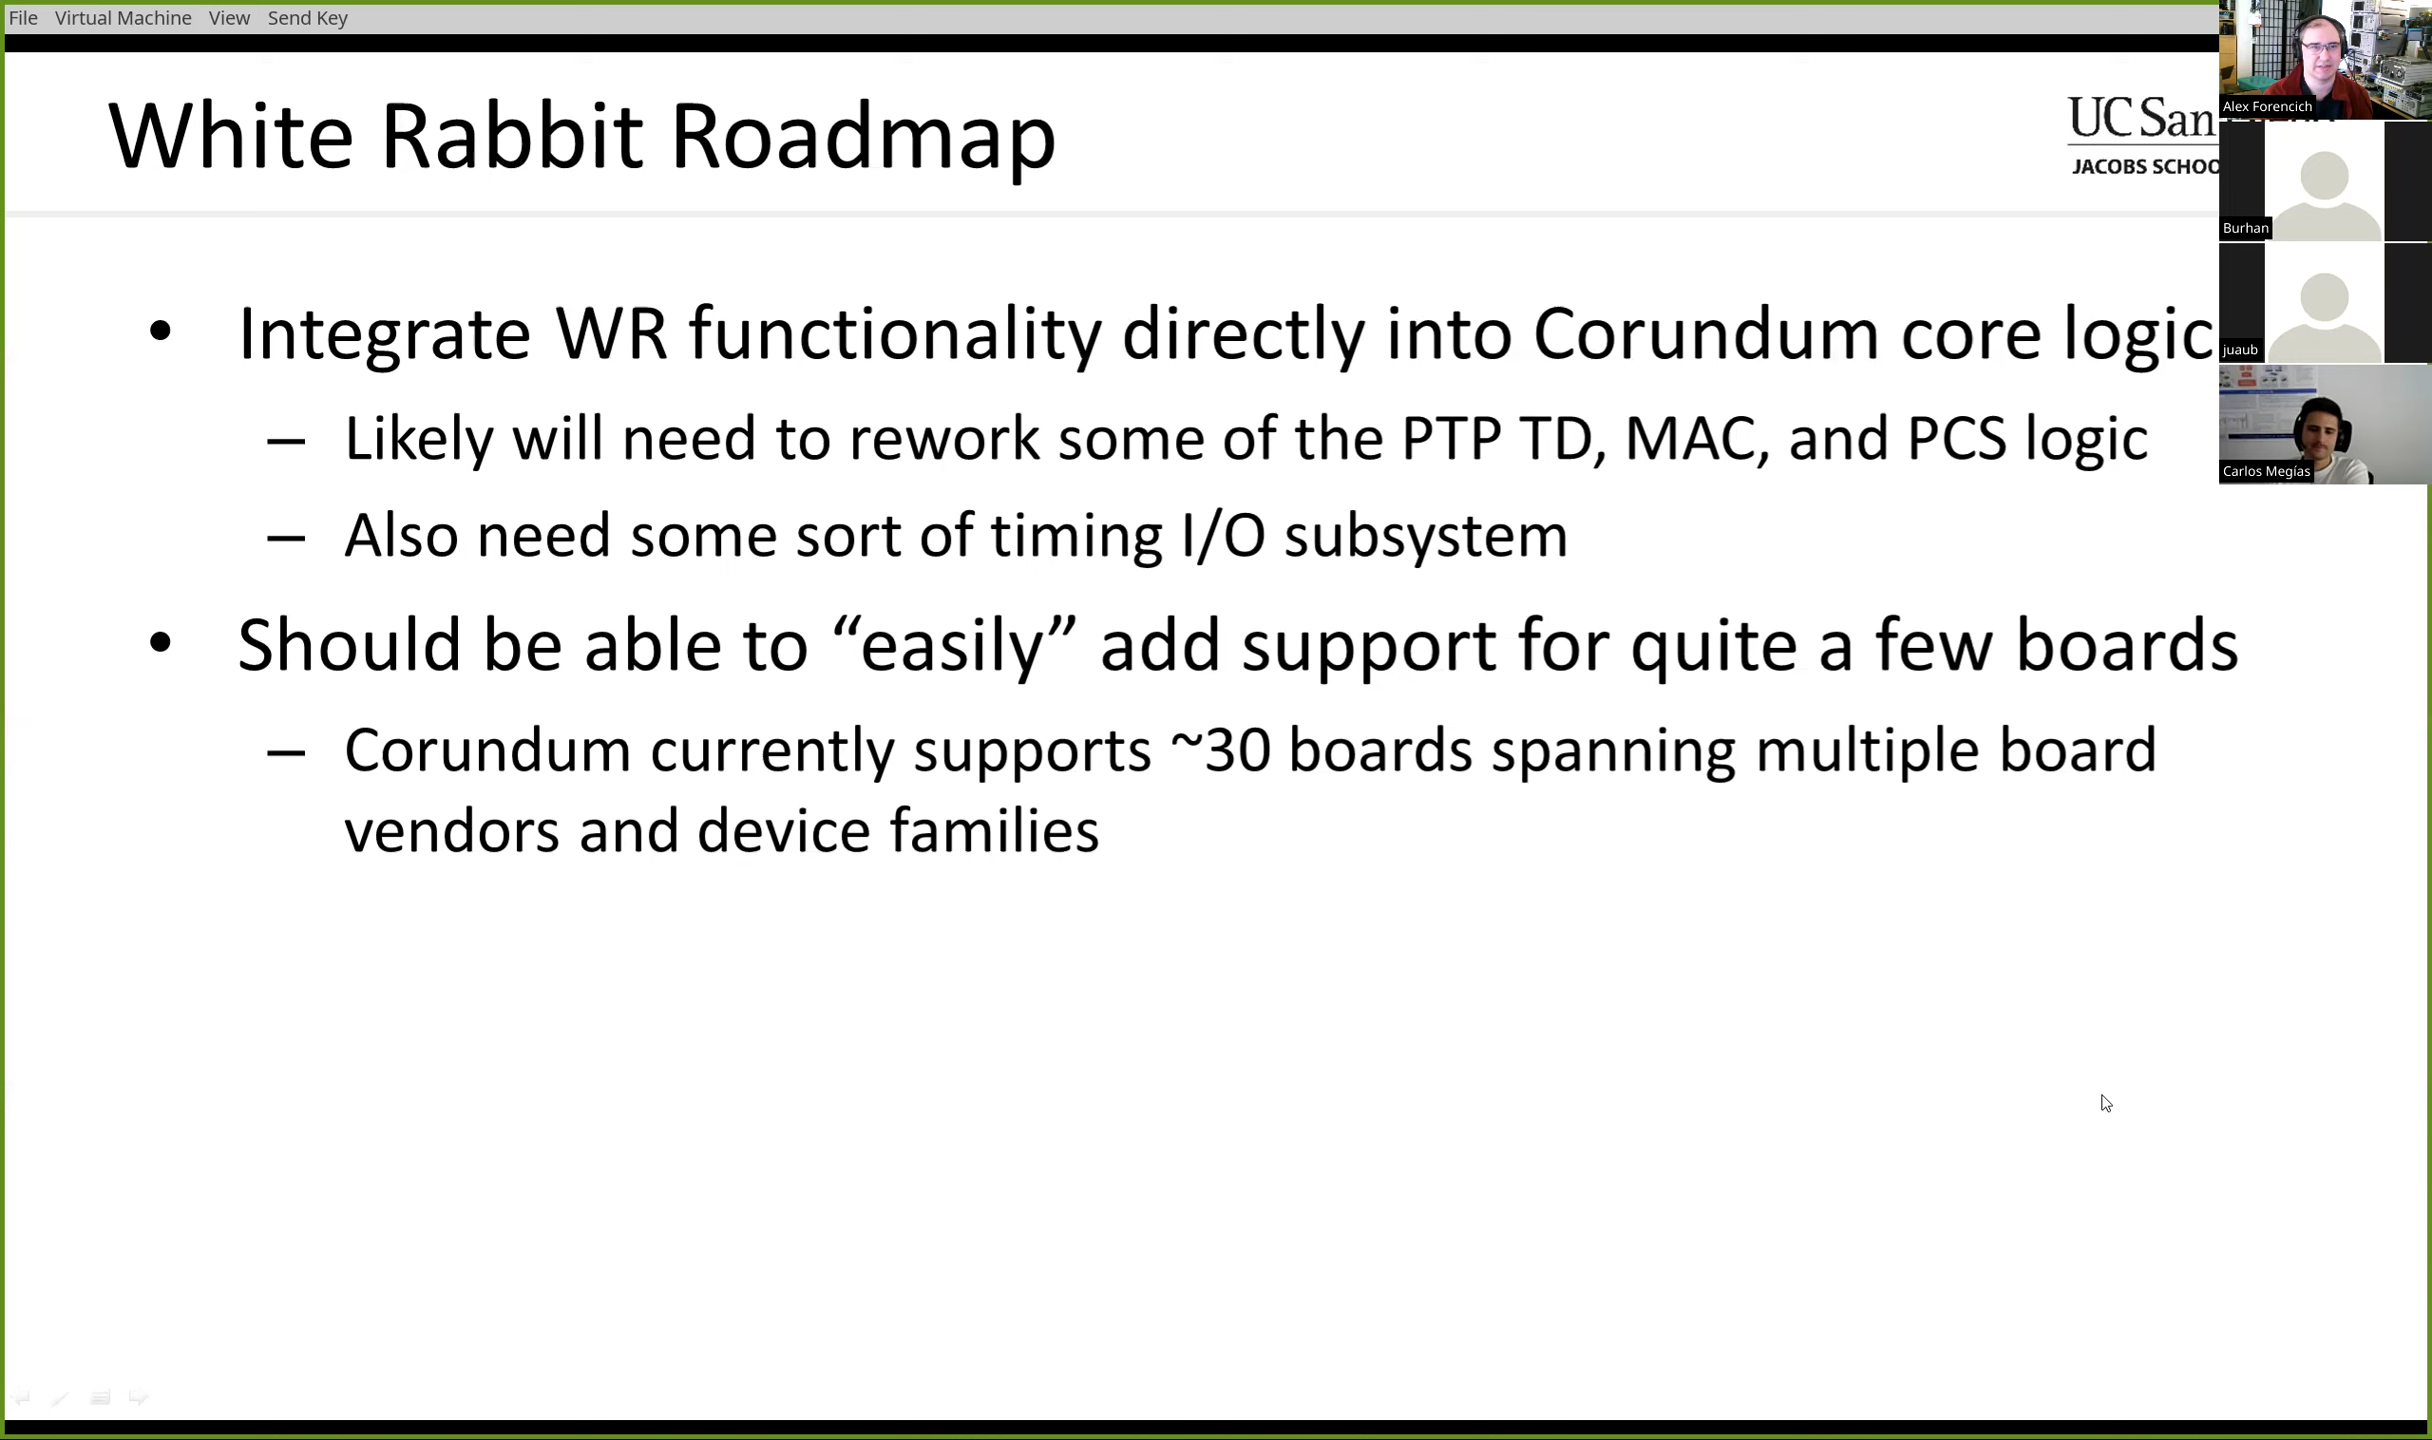 File Virtual Machine View Send Key
White Rabbit Roadmap
UC San
JACOBS SCHOO
Alex Forencich
Burhan
juaub
Carlos Megías
• Integrate WR functionality directly into Corundum core logic
– Likely will need to rework some of the PTP TD, MAC, and PCS logic
– Also need some sort of timing I/O subsystem
• Should be able to “easily” add support for quite a few boards
– Corundum currently supports ~30 boards spanning multiple board
vendors and device families